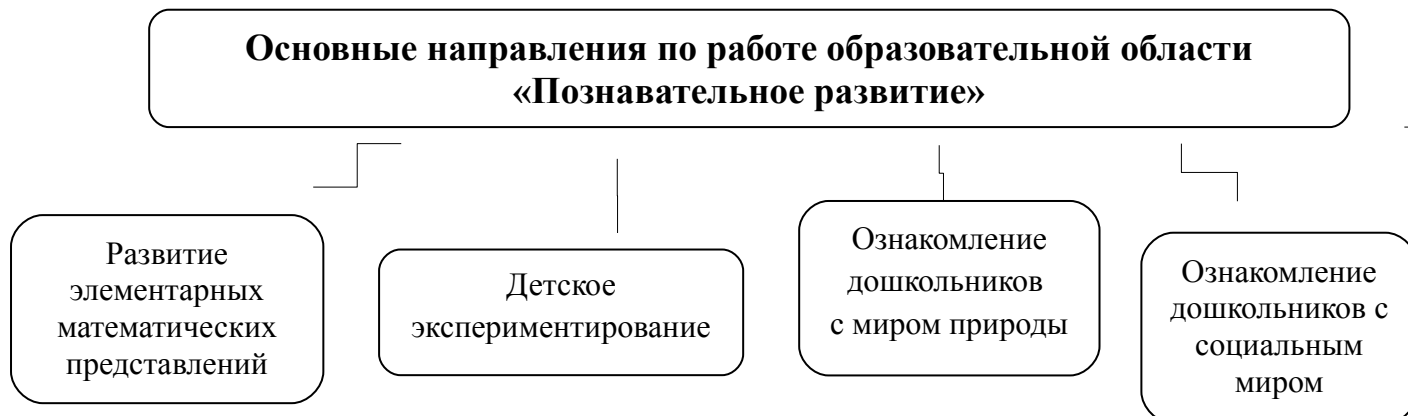 Основные направления по работе образовательной области
«Познавательное развитие»
Развитие
элементарных
математических
представлений
Детское
экспериментирование
Ознакомление
дошкольников
с миром природы
Ознакомление
дошкольников с
социальным
миром